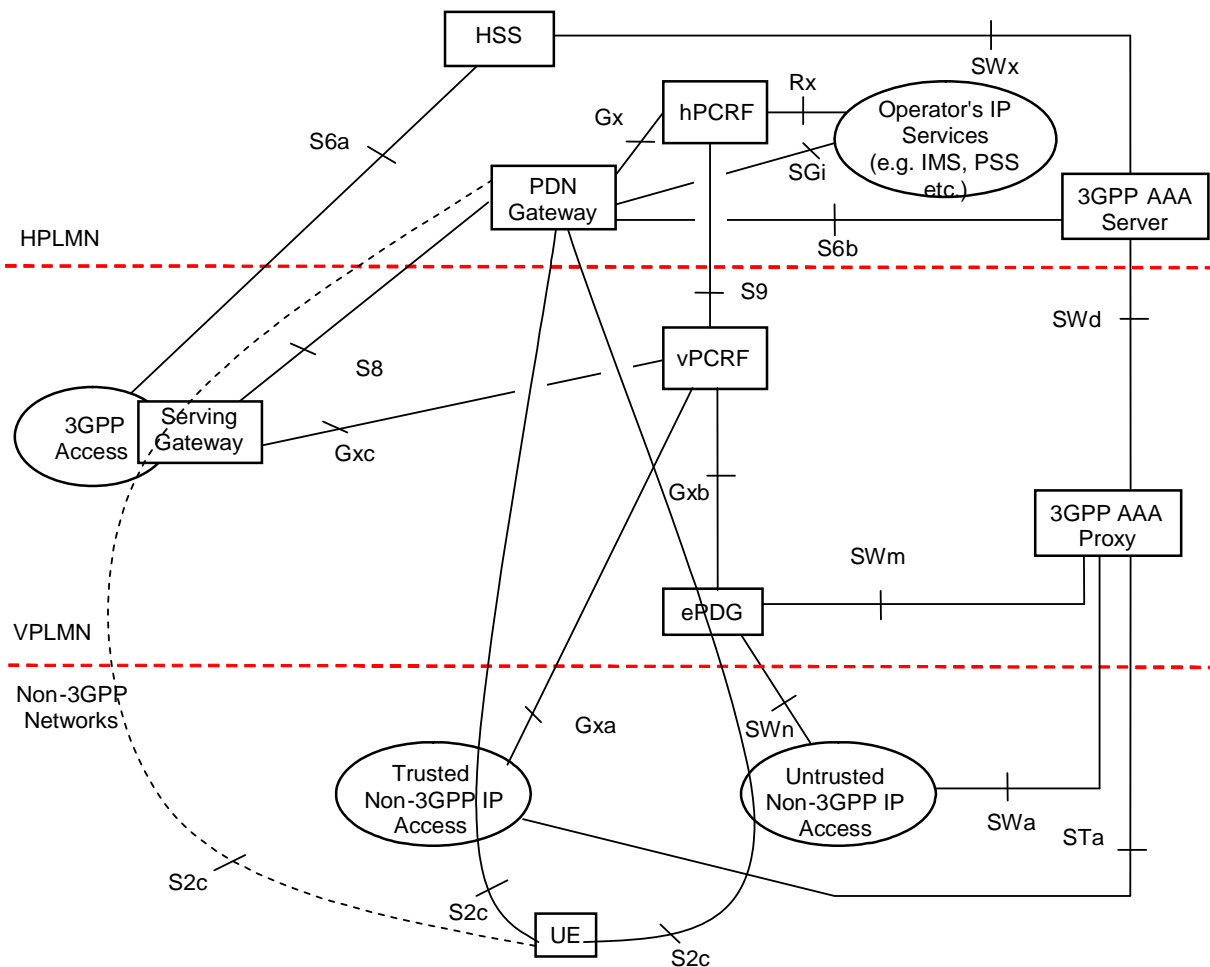 HSS
SWx
hPCRF
Rx
Operator's IP
Services
(e.g. IMS, PSS
etc.)
Gx
S6a
SGi
PDN
Gateway
3GPP AAA
Server
HPLMN
S6b
S9
SWd
vPCRF
S8
3GPP
Access
Serving
Gateway
Gxc
Gxb
3GPP AAA
Proxy
SWm
ePDG
VPLMN
Non-3GPP
Networks
Gxa
SWn
Trusted
Non-3GPP IP
Access
Untrusted
Non-3GPP IP
Access
SWa
STa
S2c
S2c
UE
S2c